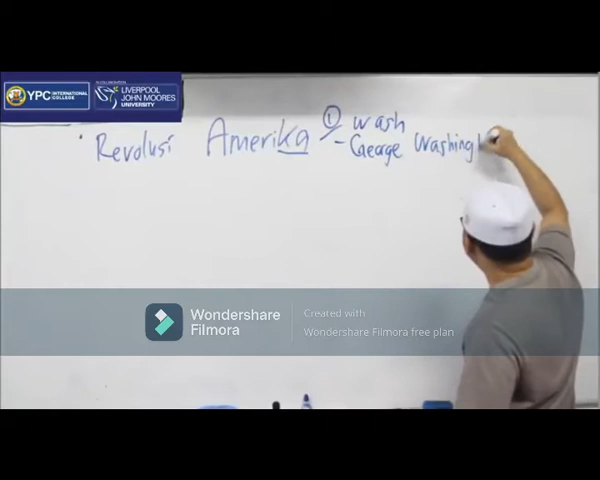 YPC INTERNATIONAL COLLEGE
LIVERPOOL JOHN MOORES UNIVERSITY
Revolusi Amerika ① wash
- George Washing
Wondershare Filmora
Created with
Wondershare Filmora free plan